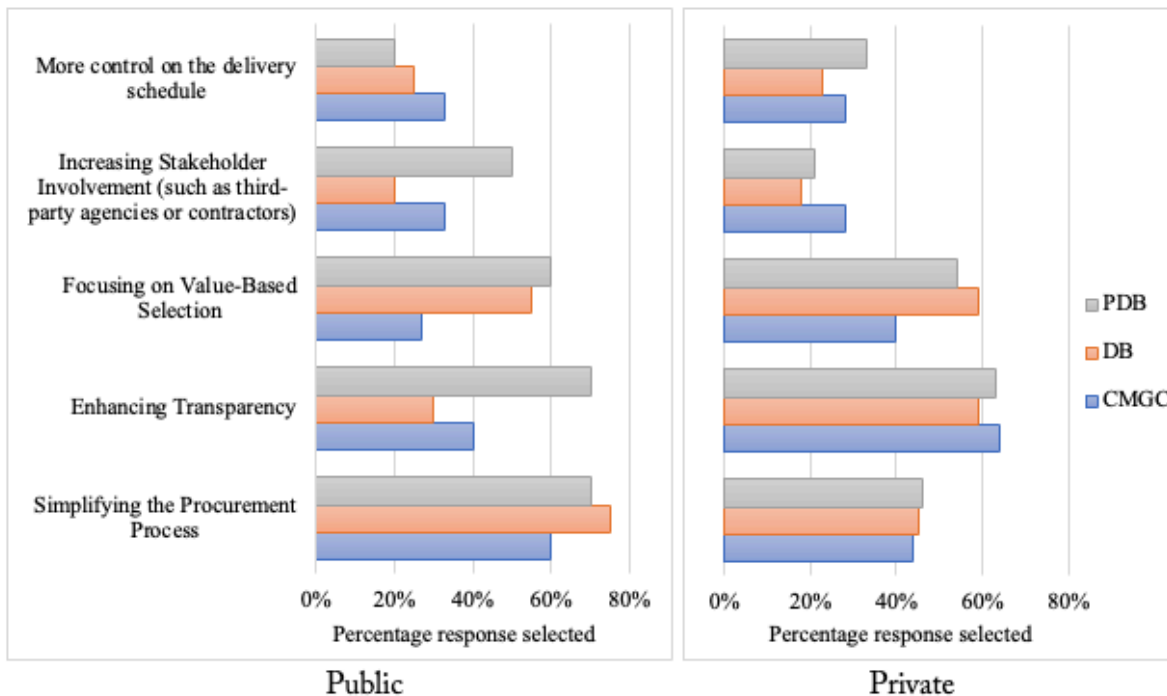 More control on the delivery
schedule
Increasing Stakeholder
Involvement (such as third-
party agencies or contractors)
Focusing on Value-Based
Selection
Enhancing Transparency
Simplifying the Procurement
Process
0% 20% 40% 60% 80%
Percentage response selected
Public
0% 20% 40% 60% 80%
Percentage response selected
Private
PDB
DB
CMGC